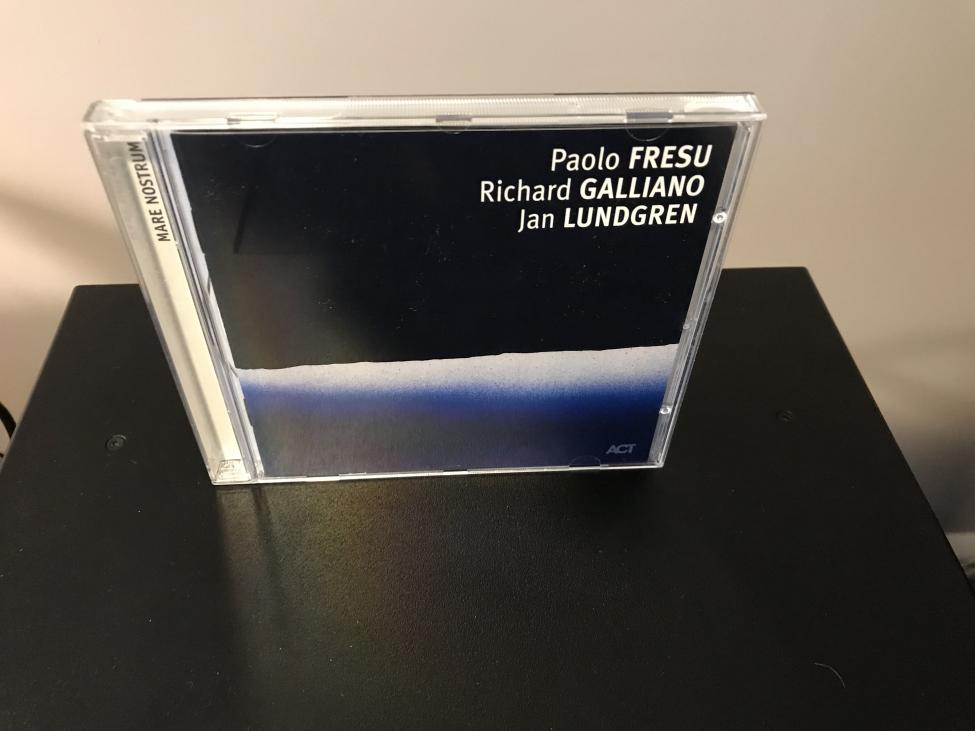 MARE NOSTRUM
Paolo FRESU
Richard GALLIANO
Jan LUNDGREN
ACT